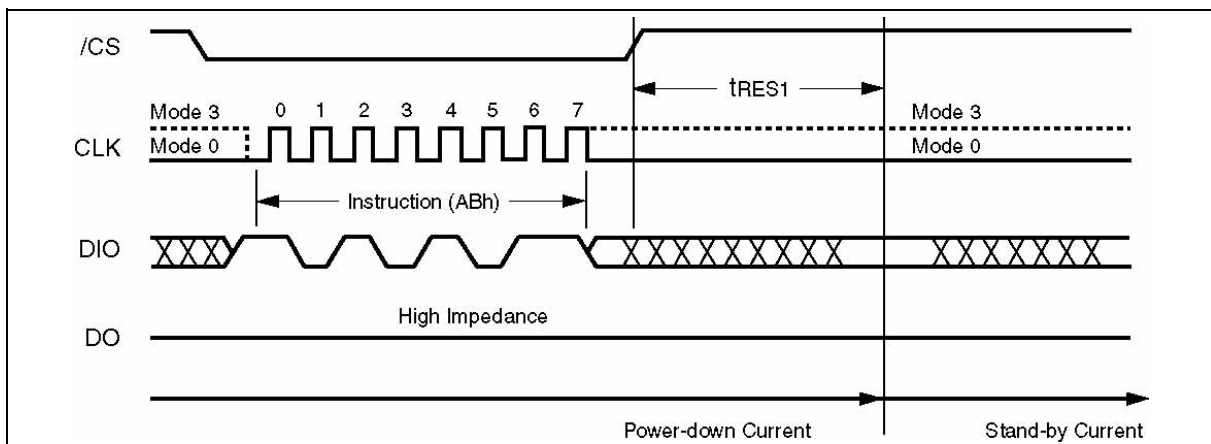 /CS
tRES1
Mode 3 0 1 2 3 4 5 6 7 Mode 3
CLK Mode 0 Mode 0
Instruction (ABh)
DIO
High Impedance
DO
Power-down Current Stand-by Current